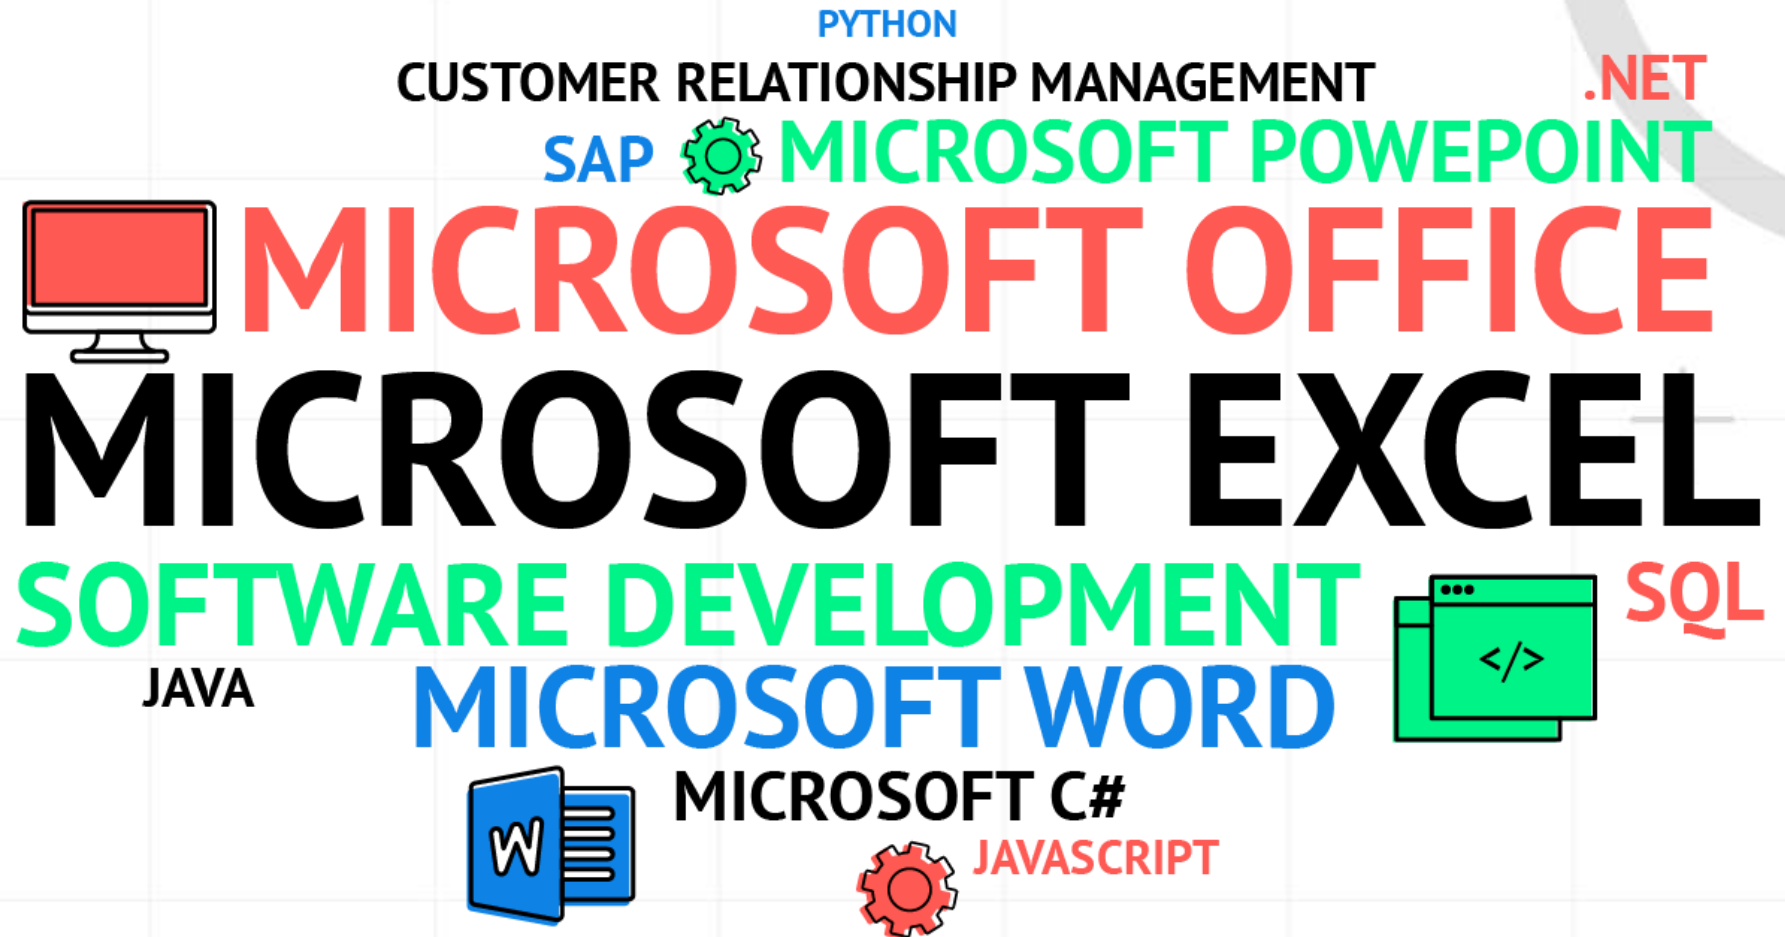 PYTHON
CUSTOMER RELATIONSHIP MANAGEMENT
.NET
SAP
MICROSOFT POWEPOINT
MICROSOFT OFFICE
MICROSOFT EXCEL
SOFTWARE DEVELOPMENT
SQL
</>
JAVA
MICROSOFT WORD
MICROSOFT C#
W
JAVASCRIPT